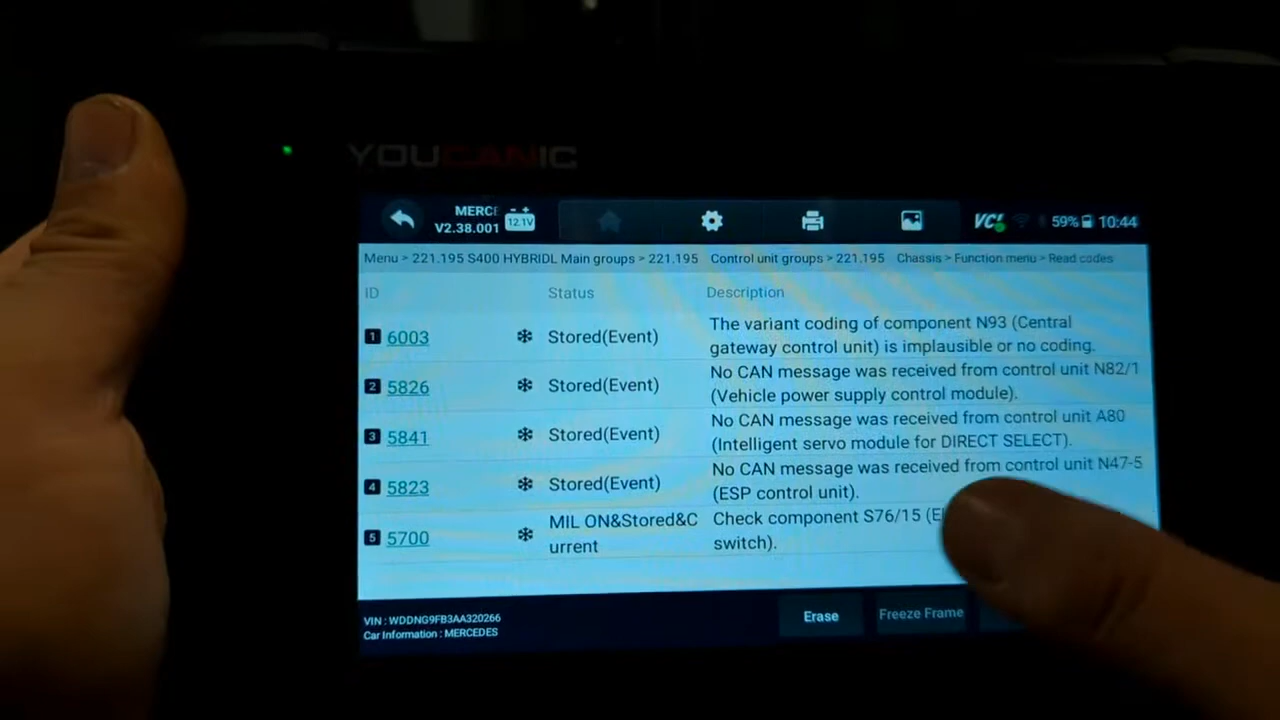 YOUCANIC
MERCE
V2.38.001
12.1V
VCI
59%
10:44
Menu > 221.195 S400 HYBRIDL Main groups > 221.195 Control unit groups > 221.195 Chassis > Function menu > Read codes
ID Status Description
1 6003 Stored(Event) The variant coding of component N93 (Central
gateway control unit) is implausible or no coding.
2 5826 Stored(Event) No CAN message was received from control unit N82/1
(Vehicle power supply control module).
3 5841 Stored(Event) No CAN message was received from control unit A80
(Intelligent servo module for DIRECT SELECT).
4 5823 Stored(Event) No CAN message was received from control unit N47-5
(ESP control unit).
5 5700 MIL ON&Stored&C
urrent
Check component S76/15
switch).
VIN : WDDNG9FB3AA320266
Car Information : MERCEDES
Erase
Freeze Frame